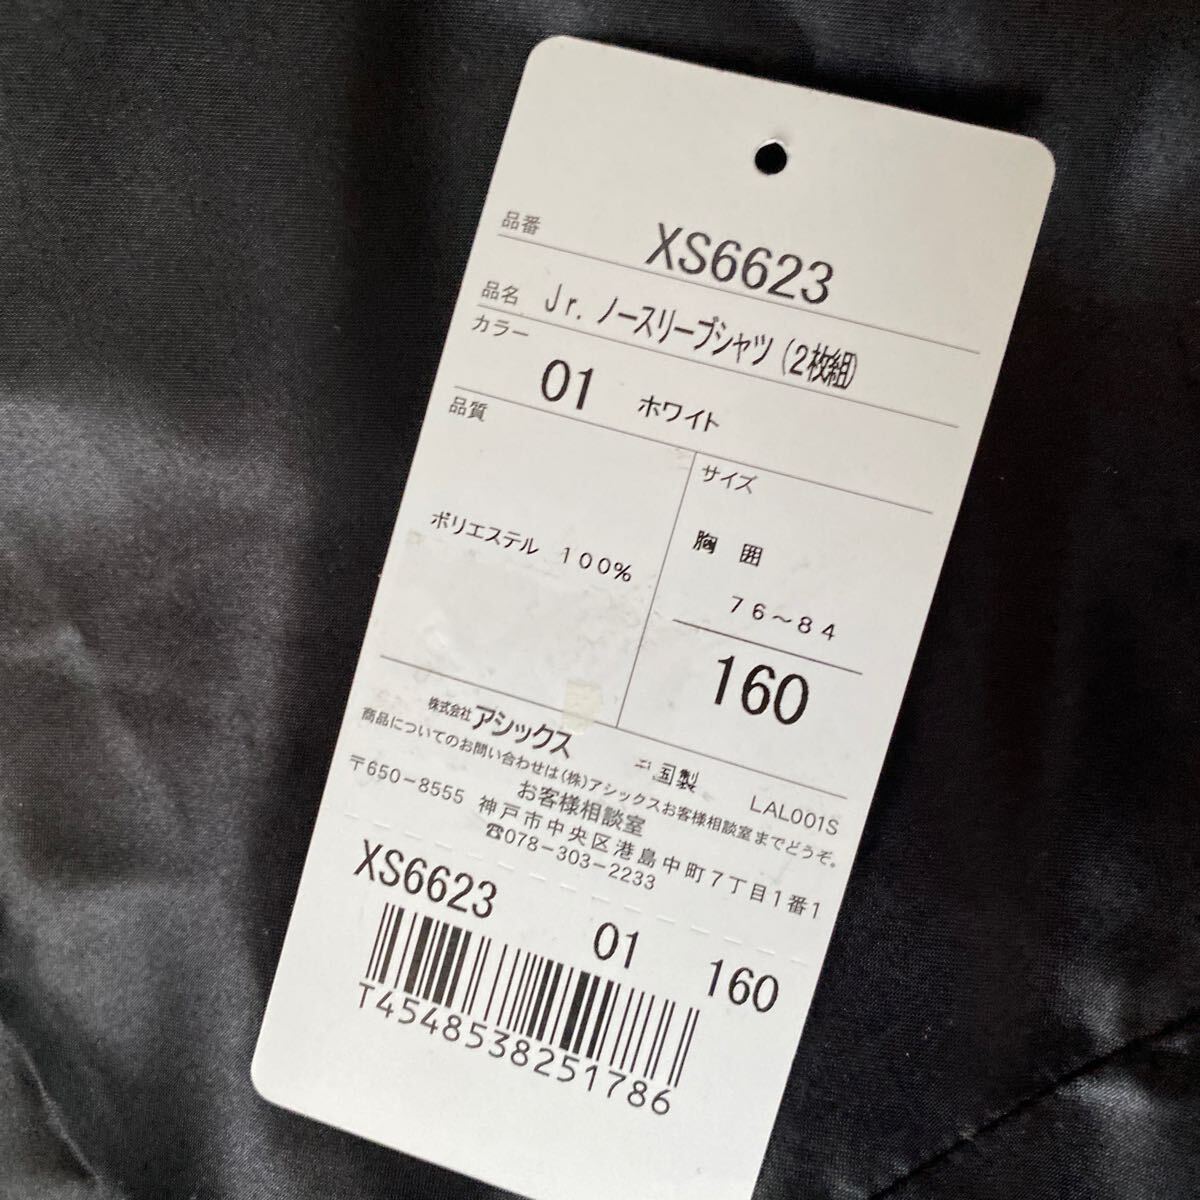 品番 XS6623
品名 Jr.ノースリーブシャツ(2枚組)
カラー
01 ホワイト
品質
ポリエステル 100%
サイズ
胸囲
76~84
160
株式会社アシックス
国製 LAL001S
商品についてのお問い合わせは(株)アシックスお客様相談室までどうぞ。
お客様相談室
〒650-8555 神戸市中央区港島中町7丁目1番1
☎078-303-2233
XS6623 01 160
T4548538251786